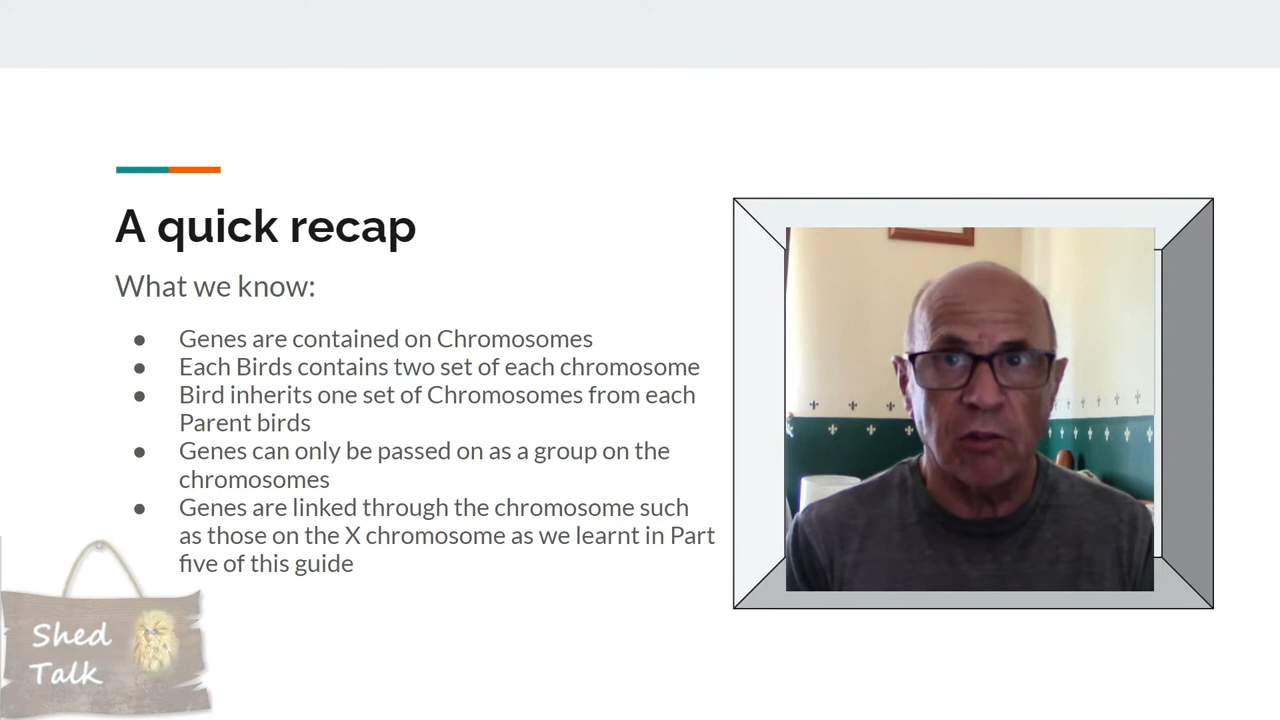 A quick recap
What we know:
● Genes are contained on Chromosomes
● Each Birds contains two set of each chromosome
● Bird inherits one set of Chromosomes from each
Parent birds
● Genes can only be passed on as a group on the
chromosomes
● Genes are linked through the chromosome such
as those on the X chromosome as we learnt in Part
five of this guide
Shed
Talk